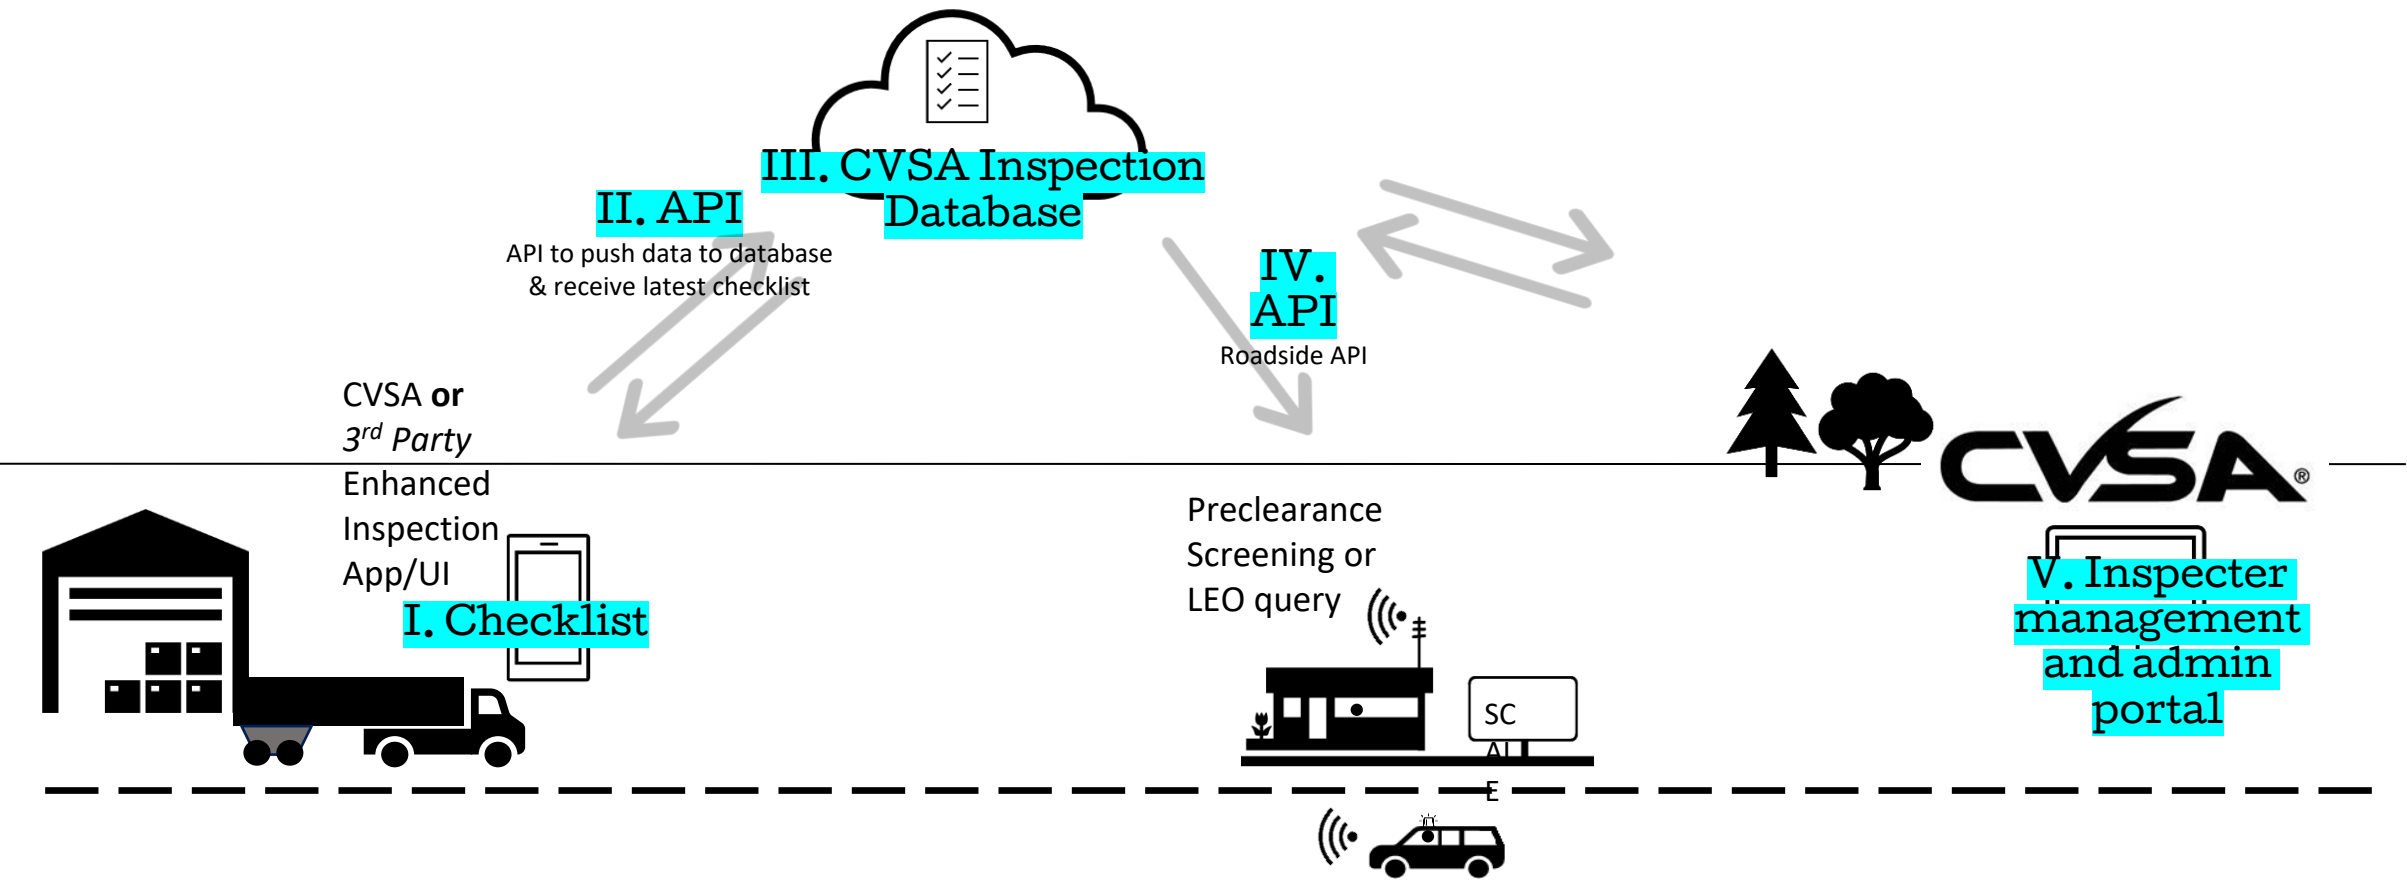 III. CVSA Inspection
Database
II. API
API to push data to database
& receive latest checklist
IV.
API
Roadside API
CVSA or
3rd Party
Enhanced
Inspection
App/UI
I. Checklist
Preclearance
Screening or
LEO query
SC
AL
E
CVSA®
V. Inspecter
management
and admin
portal